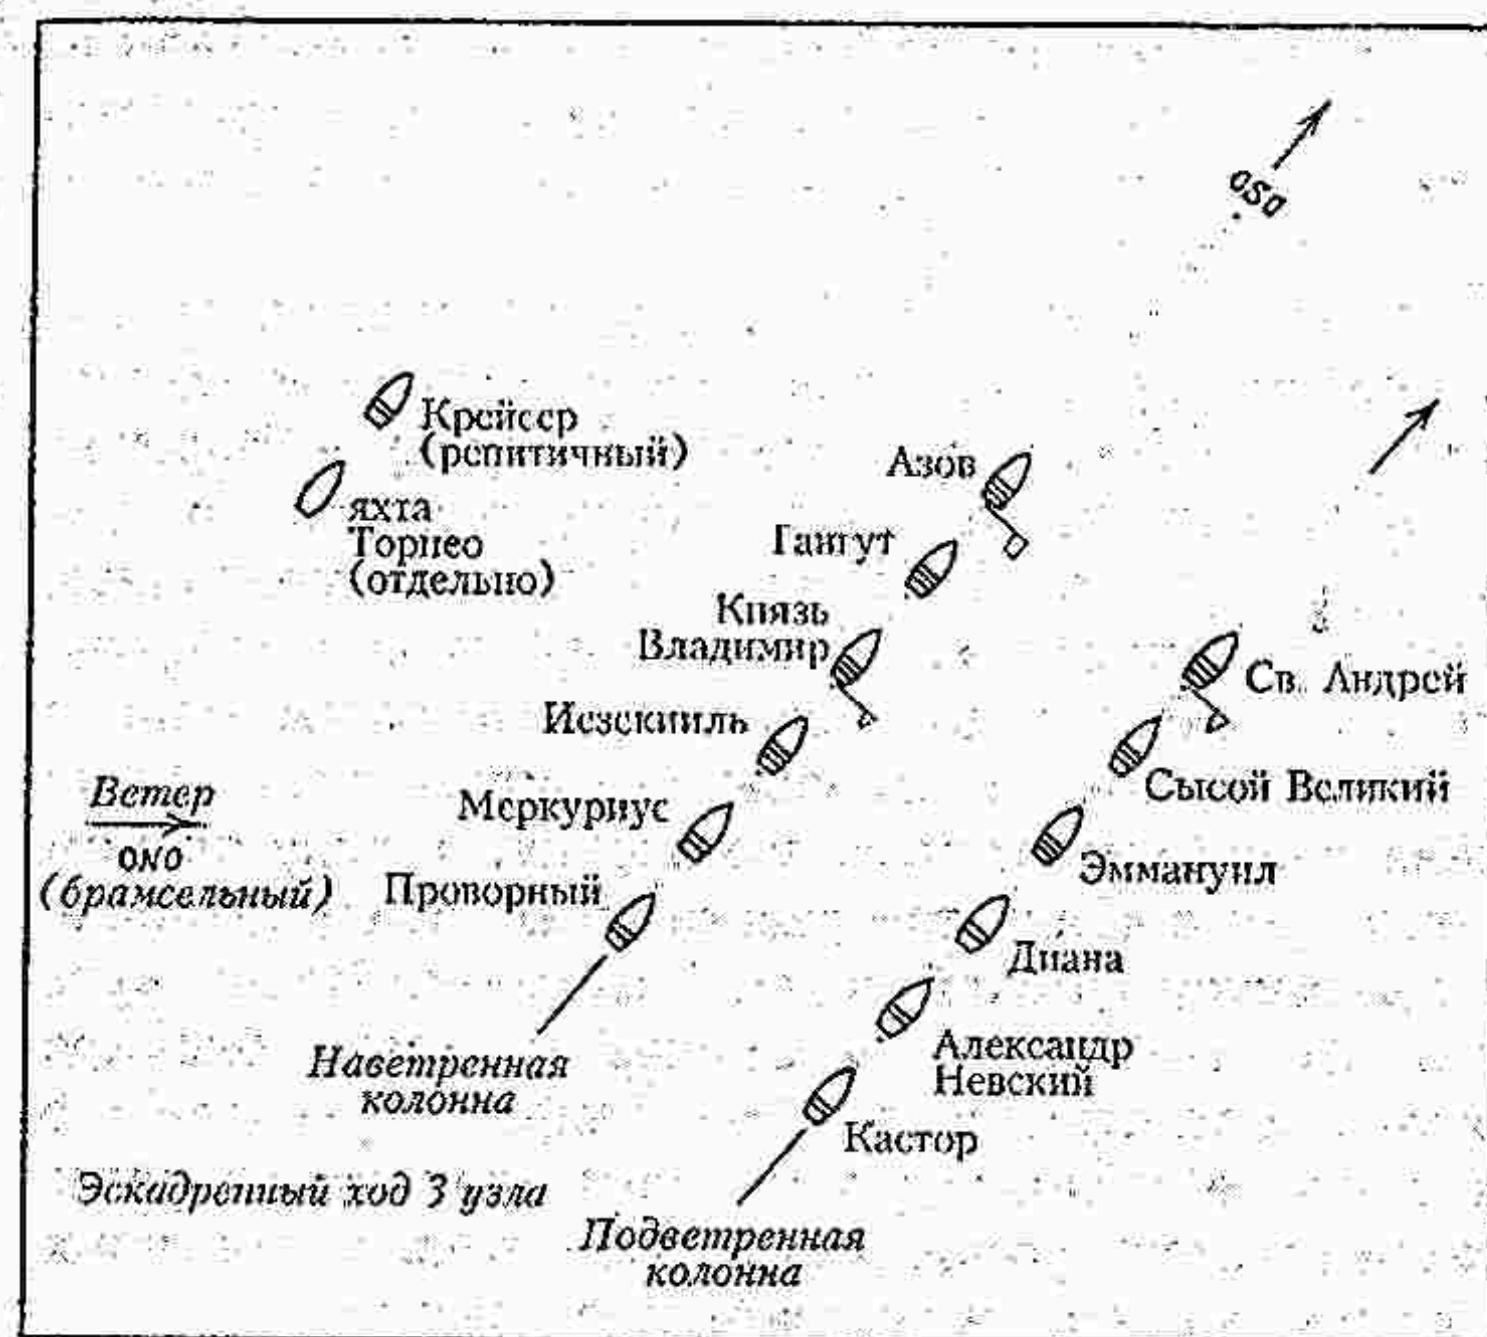 OSO
Крейсер
(репитичный)
яхта
Торнео
(отдельно)
Азов
Гангут
Князь
Владимир
Иезекииль
Меркуриус
Проворный
Св. Андрей
Сысой Великий
Эммануил
Диана
Александр
Невский
Кастор
Ветер
ONO
(брамсельный)
Наветренная
колонна
Эскадренный ход 3 узла
Подветренная
колонна